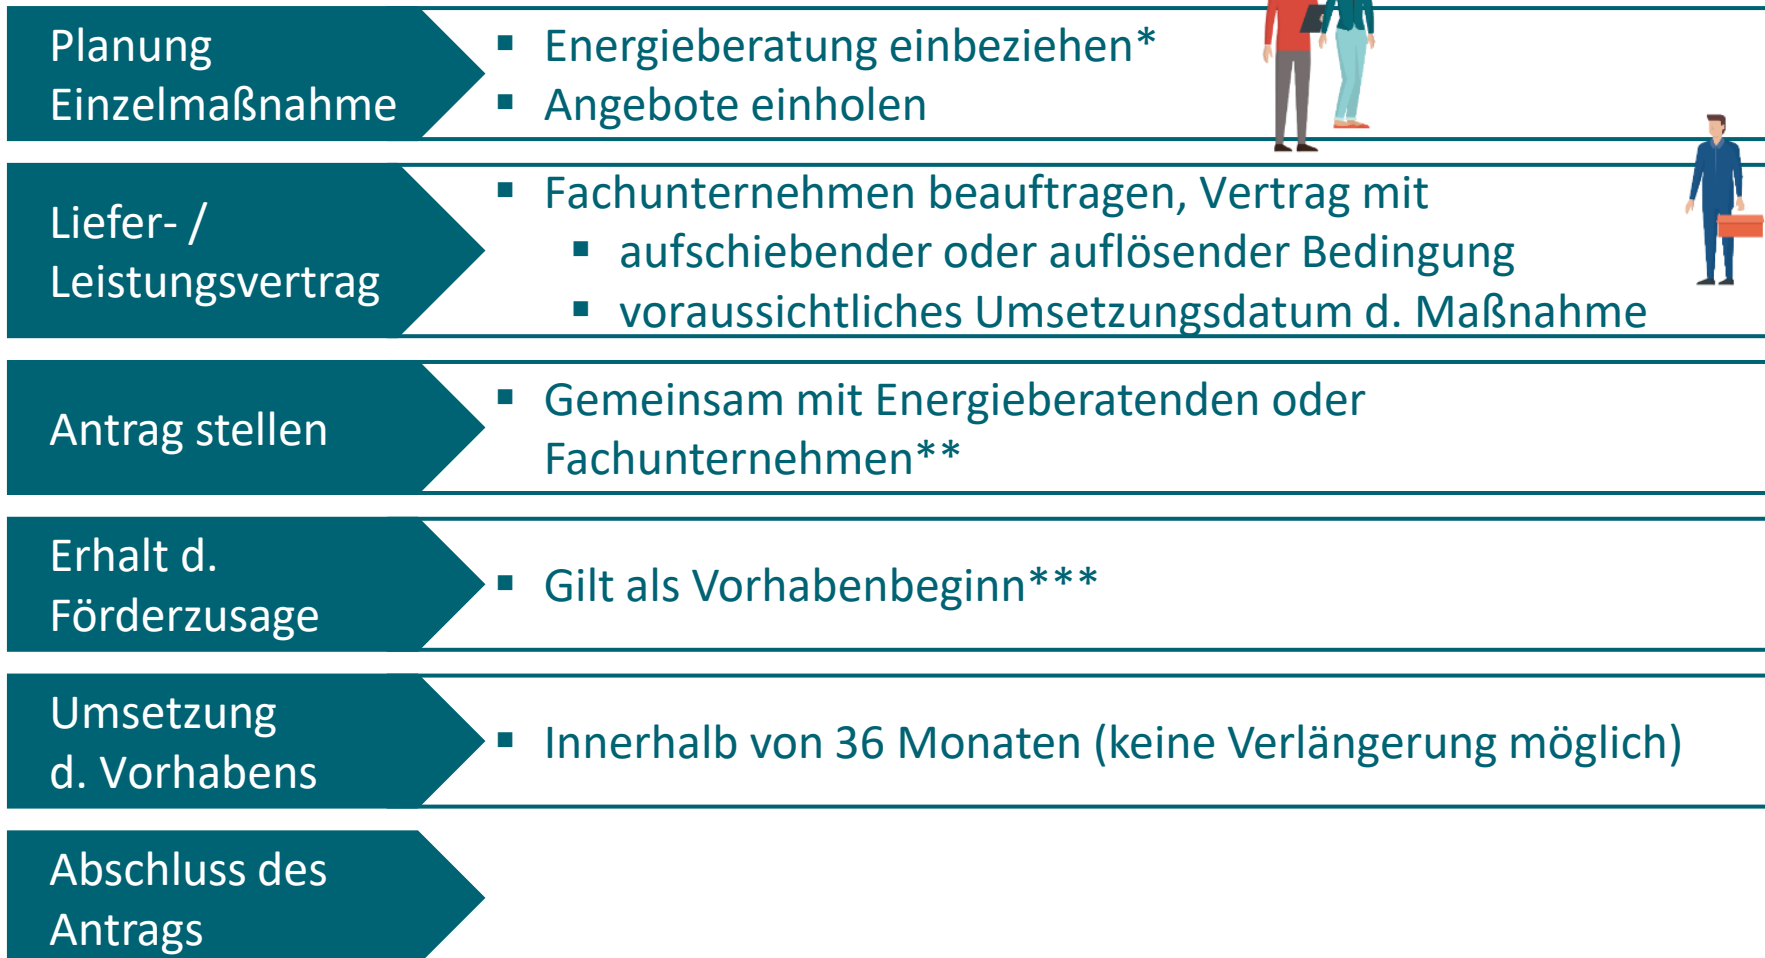 Planung
Einzelmaßnahme
▪ Energieberatung einbeziehen*
▪ Angebote einholen
Liefer- /
Leistungsvertrag
▪ Fachunternehmen beauftragen, Vertrag mit
▪ aufschiebender oder auflösender Bedingung
▪ voraussichtliches Umsetzungsdatum d. Maßnahme
Antrag stellen
▪ Gemeinsam mit Energieberatenden oder
Fachunternehmen**
Erhalt d.
Förderzusage
▪ Gilt als Vorhabenbeginn***
Umsetzung
d. Vorhabens
▪ Innerhalb von 36 Monaten (keine Verlängerung möglich)
Abschluss des
Antrags